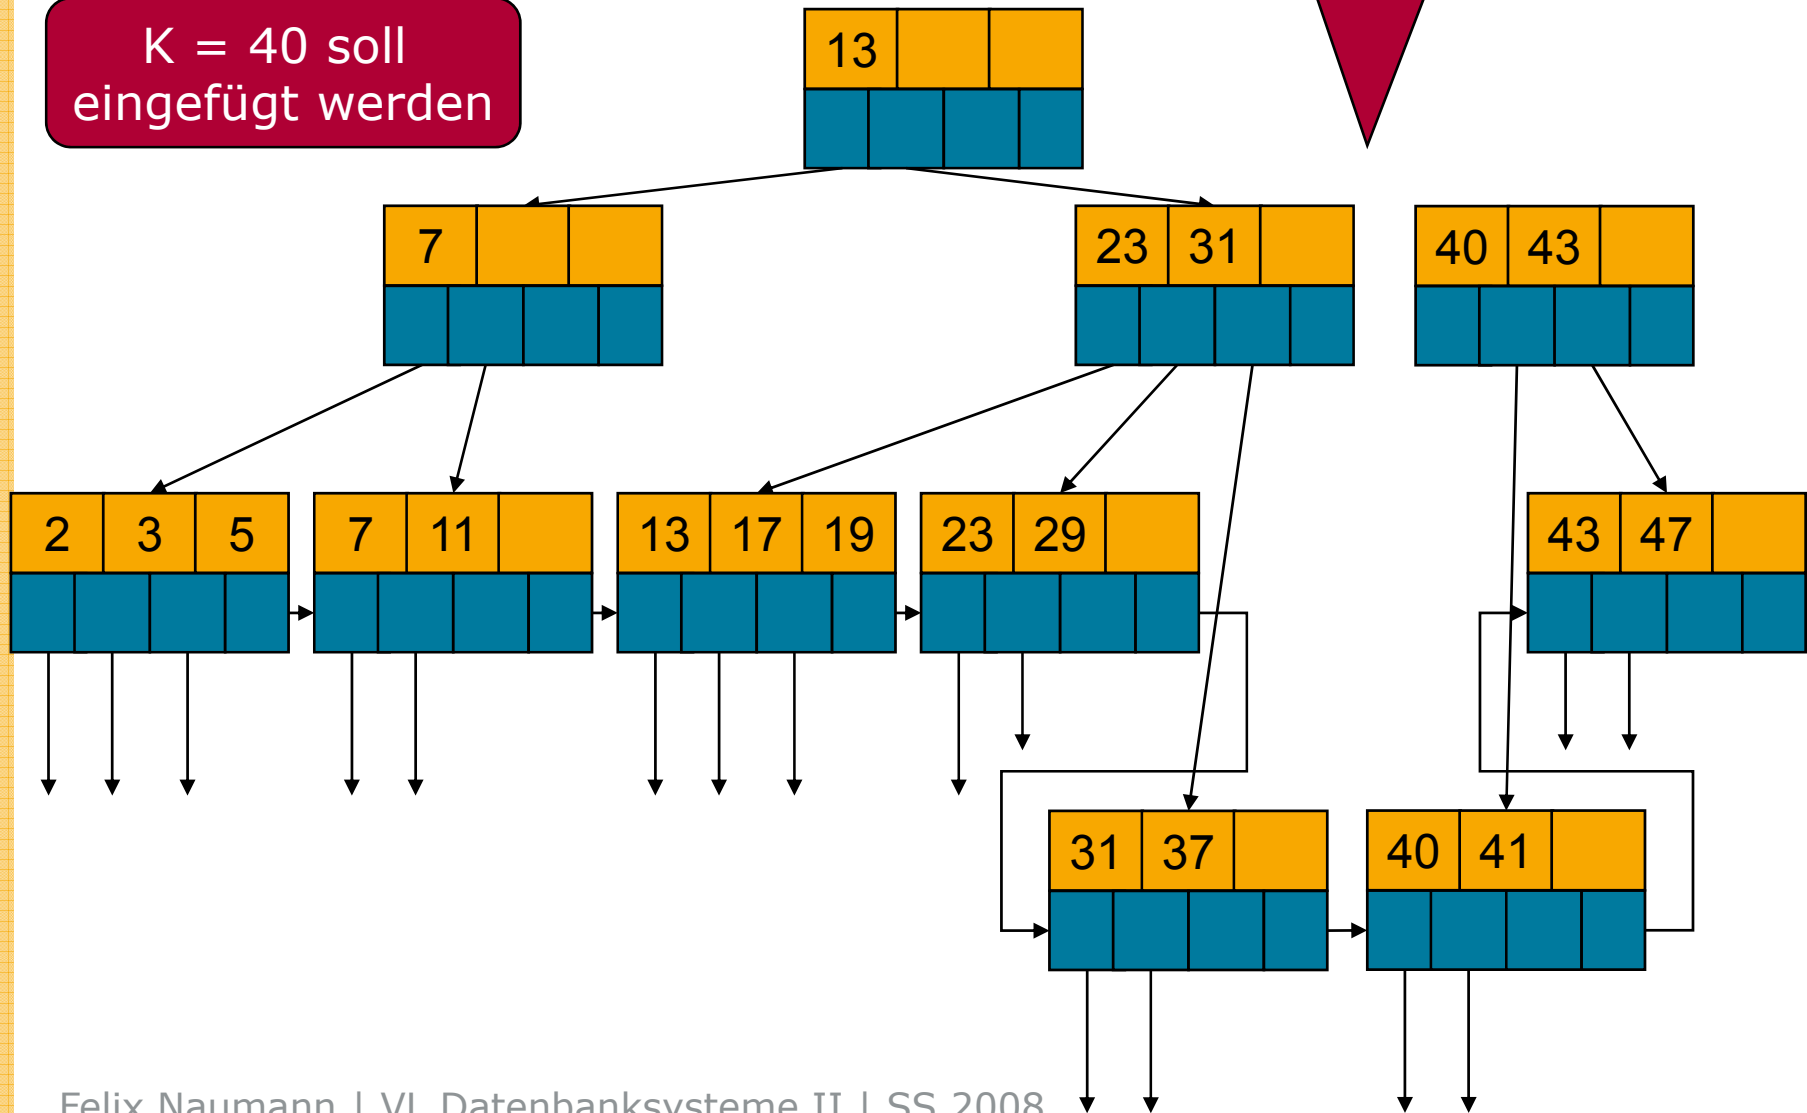 K = 40 soll
eingefügt werden
13
7
23 31
40 43
2 3 5
7 11
13 17 19
23 29
43 47
31 37
40 41
Felix Naumann | VL Datenbanksysteme II | SS 2008